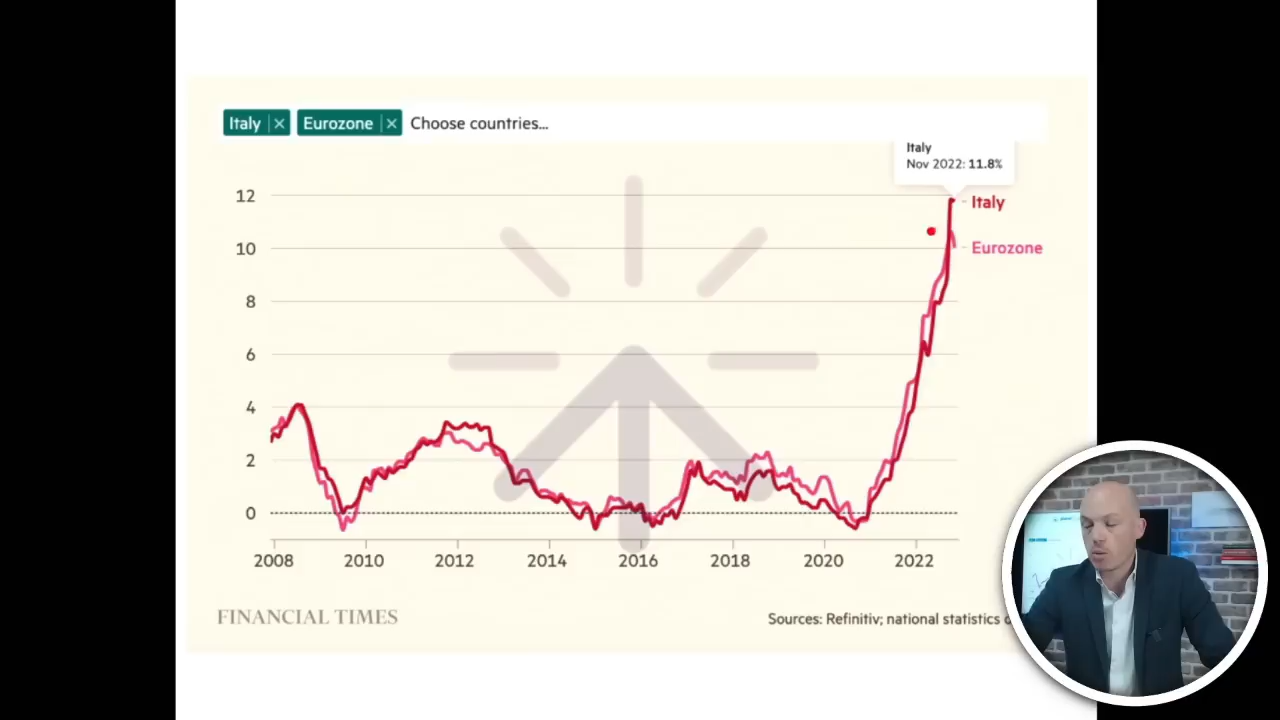 Italy × Eurozone × Choose countries...
Italy
Nov 2022: 11.8%
12
Italy
10
Eurozone
8
6
4
2
0
2008 2010 2012 2014 2016 2018 2020 2022
FINANCIAL TIMES
Sources: Refinitiv; national statistics